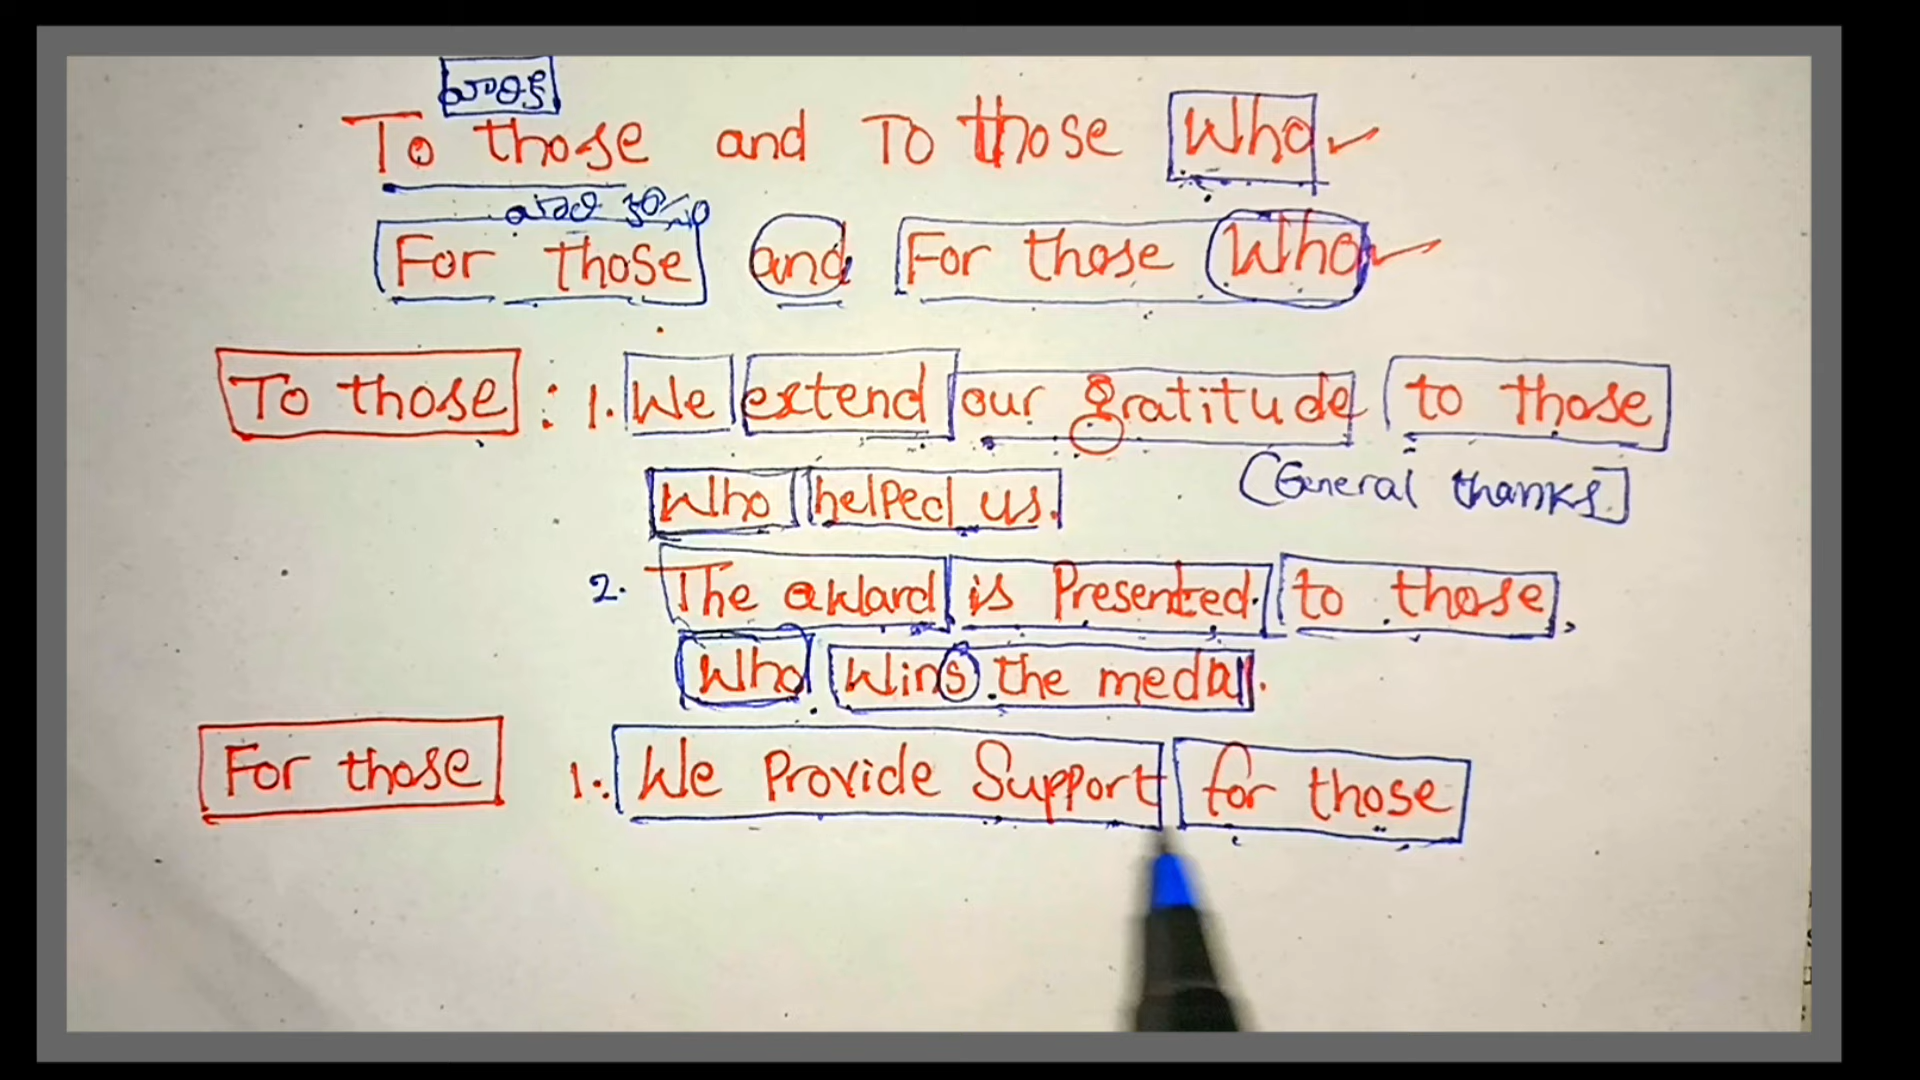 వారికి
To those and To those Who
వారి కోసం
For those and For those Who
To those : 1. We extend our gratitude to those
(General thanks)
Who helped us.
2. The award is Presented. to those,
Who wins the medal.
For those 1. We Provide Support for those